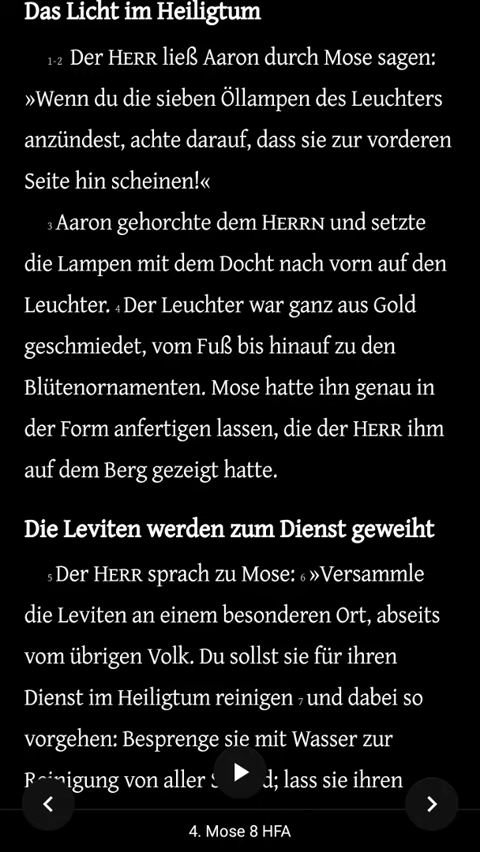 Das Licht im Heiligtum
1-2 Der HERR ließ Aaron durch Mose sagen:
»Wenn du die sieben Öllampen des Leuchters
anzündest, achte darauf, dass sie zur vorderen
Seite hin scheinen!«
3 Aaron gehorchte dem HERRN und setzte
die Lampen mit dem Docht nach vorn auf den
Leuchter. 4 Der Leuchter war ganz aus Gold
geschmiedet, vom Fuß bis hinauf zu den
Blütenornamenten. Mose hatte ihn genau in
der Form anfertigen lassen, die der HERR ihm
auf dem Berg gezeigt hatte.
Die Leviten werden zum Dienst geweiht
5 Der HERR sprach zu Mose: 6 »Versammle
die Leviten an einem besonderen Ort, abseits
vom übrigen Volk. Du sollst sie für ihren
Dienst im Heiligtum reinigen 7 und dabei so
vorgehen: Besprenge sie mit Wasser zur
Reinigung von aller lass sie ihren
4. Mose 8 HFA